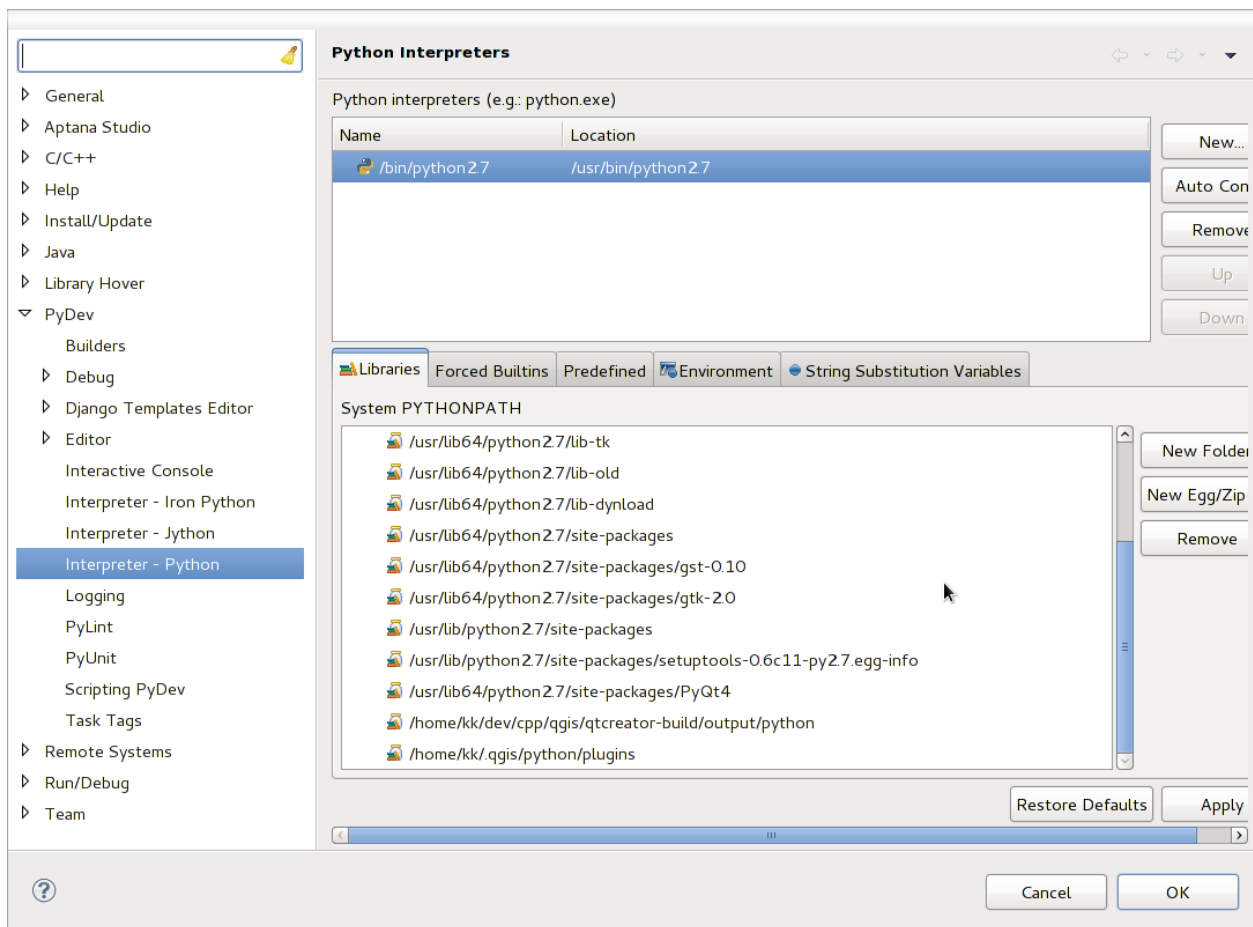 Python Interpreters
General
Aptana Studio
C/C++
Help
Install/Update
Java
Library Hover
PyDev
Builders
Debug
Django Templates Editor
Editor
Interactive Console
Interpreter - Iron Python
Interpreter - Jython
Interpreter - Python
Logging
PyLint
PyUnit
Scripting PyDev
Task Tags
Remote Systems
Run/Debug
Team
Python interpreters (e.g.: python.exe)
Name Location
/bin/python2.7 /usr/bin/python2.7
New...
Auto Con
Remove
Up
Down
Libraries Forced Builtins Predefined Environment String Substitution Variables
System PYTHONPATH
/usr/lib64/python2.7/lib-tk
/usr/lib64/python2.7/lib-old
/usr/lib64/python2.7/lib-dynload
/usr/lib64/python2.7/site-packages
/usr/lib64/python2.7/site-packages/gst-0.10
/usr/lib64/python2.7/site-packages/gtk-2.0
/usr/lib/python2.7/site-packages
/usr/lib/python2.7/site-packages/setuptools-0.6c11-py2.7.egg-info
/usr/lib64/python2.7/site-packages/PyQt4
/home/kk/dev/cpp/qgis/qtcreator-build/output/python
/home/kk/.qgis/python/plugins
New Folder
New Egg/Zip
Remove
Restore Defaults Apply
Cancel OK